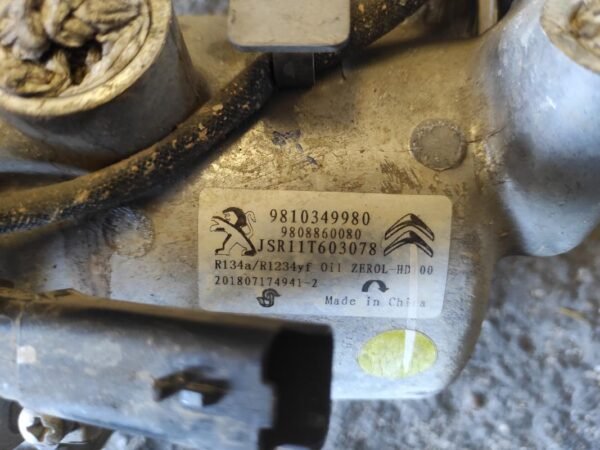 9810349980
9808860080
JSR11T603078
R134a/R1234yf Oil ZEROL-HD 00
201807174941-2
Made in China